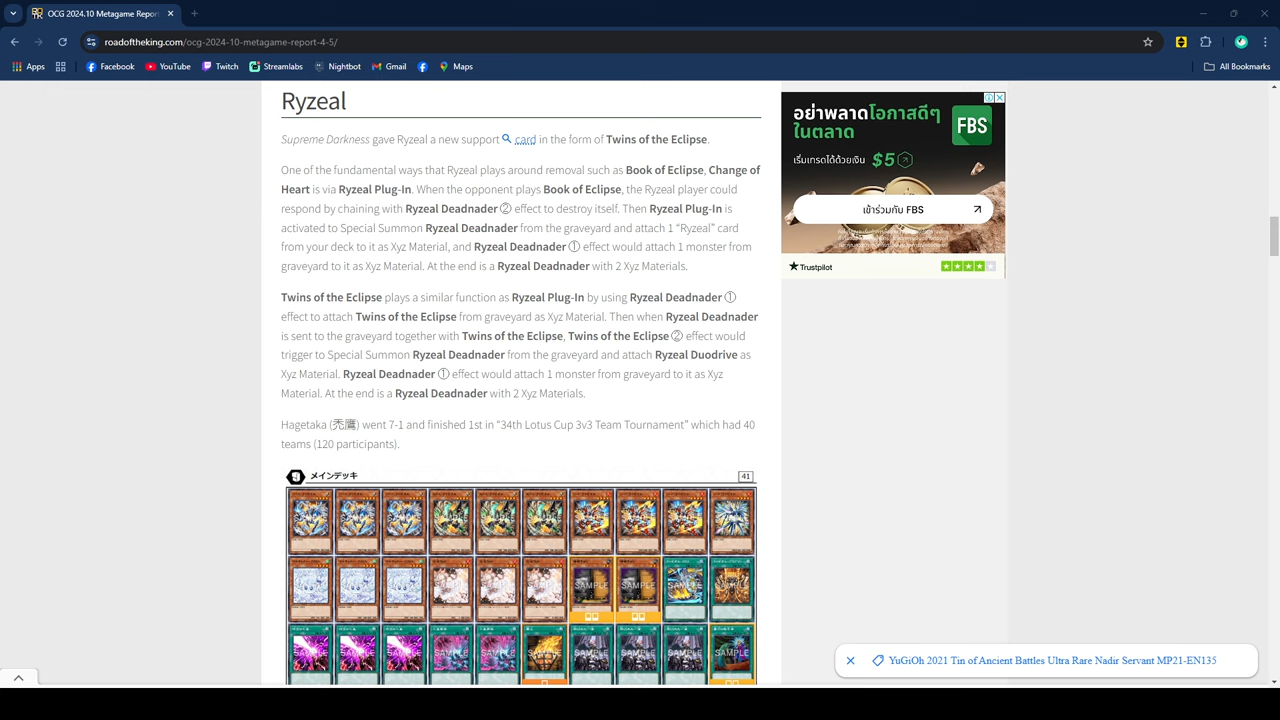 OCG 2024.10 Metagame Report
roadoftheking.com/ocg-2024-10-metagame-report-4-5/
Apps
Facebook
YouTube
Twitch
Streamlabs
Nightbot
Gmail
Maps
All Bookmarks
Ryzeal
Supreme Darkness gave Ryzeal a new support card in the form of Twins of the Eclipse.
One of the fundamental ways that Ryzeal plays around removal such as Book of Eclipse, Change of
Heart is via Ryzeal Plug-In. When the opponent plays Book of Eclipse, the Ryzeal player could
respond by chaining with Ryzeal Deadnader ② effect to destroy itself. Then Ryzeal Plug-In is
activated to Special Summon Ryzeal Deadnader from the graveyard and attach 1 “Ryzeal” card
from your deck to it as Xyz Material, and Ryzeal Deadnader ① effect would attach 1 monster from
graveyard to it as Xyz Material. At the end is a Ryzeal Deadnader with 2 Xyz Materials.
Twins of the Eclipse plays a similar function as Ryzeal Plug-In by using Ryzeal Deadnader ①
effect to attach Twins of the Eclipse from graveyard as Xyz Material. Then when Ryzeal Deadnader
is sent to the graveyard together with Twins of the Eclipse, Twins of the Eclipse ② effect would
trigger to Special Summon Ryzeal Deadnader from the graveyard and attach Ryzeal Duodrive as
Xyz Material. Ryzeal Deadnader ① effect would attach 1 monster from graveyard to it as Xyz
Material. At the end is a Ryzeal Deadnader with 2 Xyz Materials.
Hagetaka (禿鷹) went 7-1 and finished 1st in “34th Lotus Cup 3v3 Team Tournament” which had 40
teams (120 participants).
メインデッキ
41
อย่าพลาดโอกาสดีๆ
ในตลาด
FBS
เริ่มเทรดได้ด้วยเงิน $5
เข้าร่วมกับ FBS
Trustpilot
YuGiOh 2021 Tin of Ancient Battles Ultra Rare Nadir Servant MP21-EN135